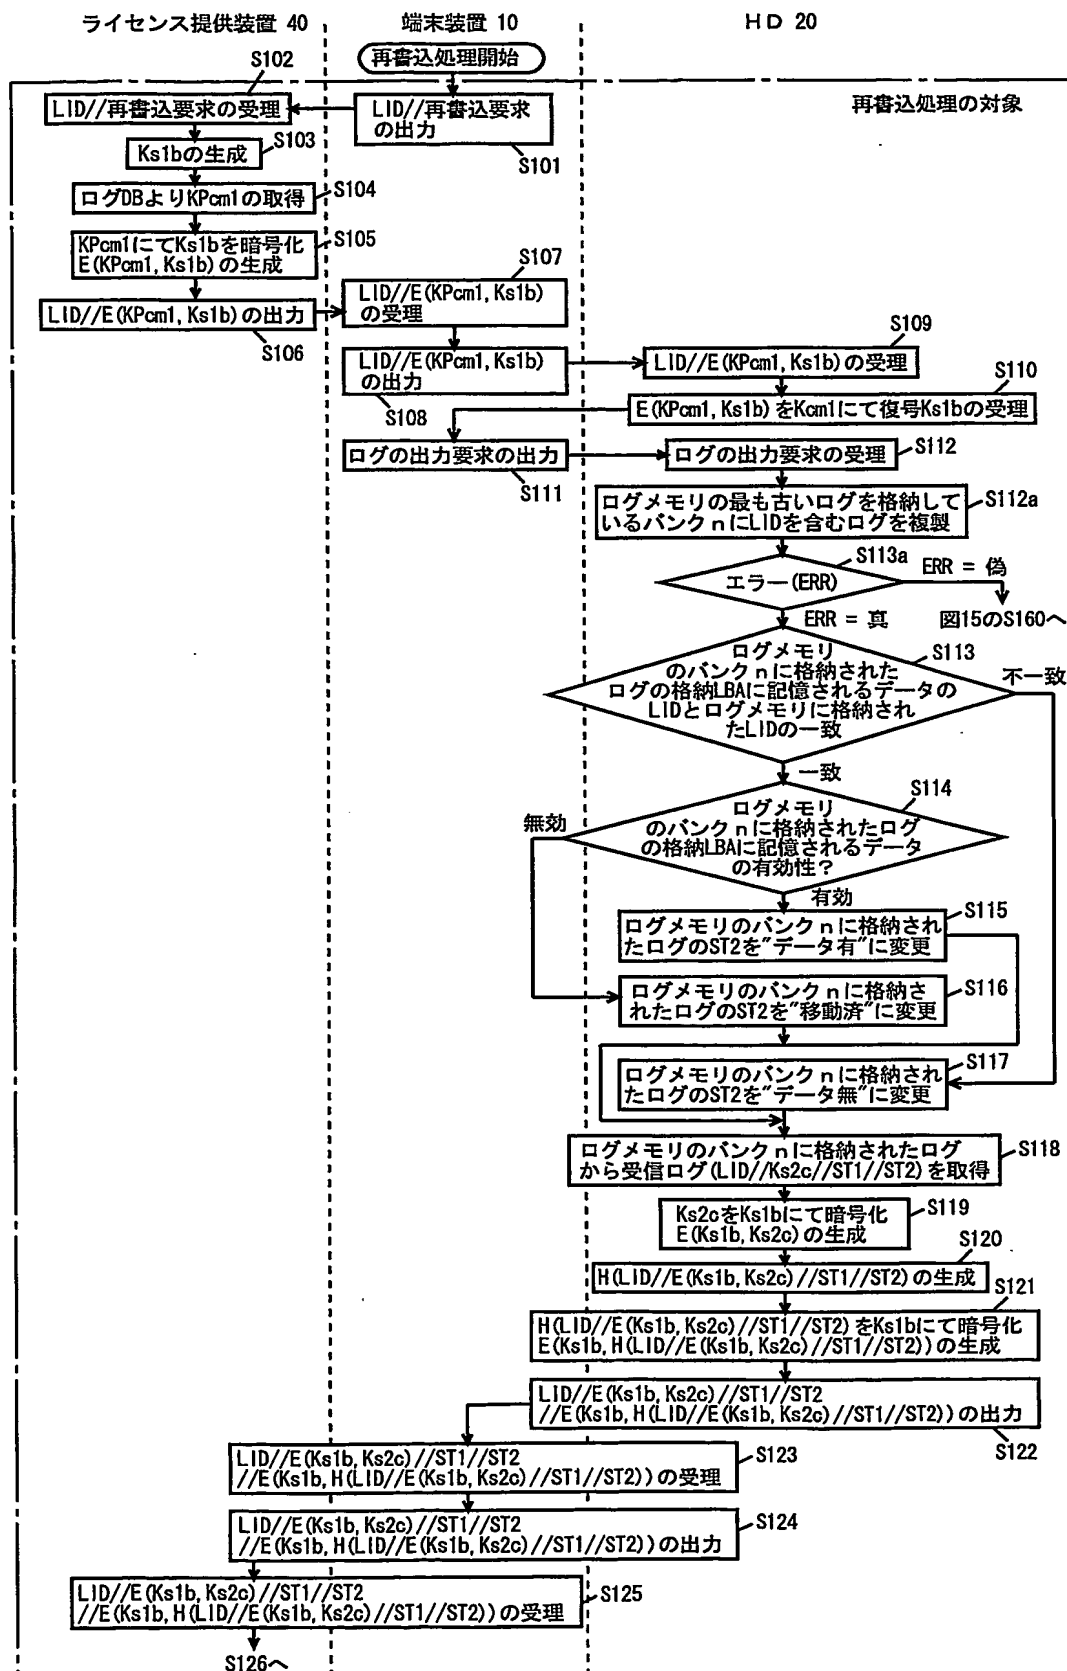 ライセンス提供装置 40
端末装置 10
HD 20
再書込処理開始
再書込処理の対象
S102
LID//再書込要求の受理
LID//再書込要求
の出力
S101
Ks1bの生成
S103
ログDBよりKPcm1の取得
S104
KPcm1にてKs1bを暗号化
E(KPcm1, Ks1b)の生成
S105
LID//E(KPcm1, Ks1b)の出力
S106
S107
LID//E(KPcm1, Ks1b)
の受理
LID//E(KPcm1, Ks1b)
の出力
S108
S109
LID//E(KPcm1, Ks1b)の受理
S110
E(KPcm1, Ks1b)をKcm1にて復号Ks1bの受理
ログの出力要求の出力
S111
ログの出力要求の受理
S112
ログメモリの最も古いログを格納して
いるバンクnにLIDを含むログを複製
S112a
S113a
エラー(ERR)
ERR = 偽
図15のS160へ
ERR = 真
S113
ログメモリ
のバンクnに格納された
ログの格納LBAに記憶されるデータの
LIDとログメモリに格納され
たLIDの一致
不一致
一致
S114
ログメモリ
のバンクnに格納されたログ
の格納LBAに記憶されるデータ
の有効性?
無効
有効
ログメモリのバンクnに格納され
たログのST2を"データ有"に変更
S115
ログメモリのバンクnに格納さ
れたログのST2を"移動済"に変更
S116
S117
ログメモリのバンクnに格納され
たログのST2を"データ無"に変更
ログメモリのバンクnに格納されたログ
から受信ログ(LID//Ks2c//ST1//ST2)を取得
S118
Ks2cをKs1bにて暗号化
E(Ks1b, Ks2c)の生成
S119
S120
H(LID//E(Ks1b, Ks2c)//ST1//ST2)の生成
S121
H(LID//E(Ks1b, Ks2c)//ST1//ST2)をKs1bにて暗号化
E(Ks1b, H(LID//E(Ks1b, Ks2c)//ST1//ST2))の生成
LID//E(Ks1b, Ks2c)//ST1//ST2
//E(Ks1b, H(LID//E(Ks1b, Ks2c)//ST1//ST2))の出力
S122
LID//E(Ks1b, Ks2c)//ST1//ST2
//E(Ks1b, H(LID//E(Ks1b, Ks2c)//ST1//ST2))の受理
S123
LID//E(Ks1b, Ks2c)//ST1//ST2
//E(Ks1b, H(LID//E(Ks1b, Ks2c)//ST1//ST2))の出力
S124
LID//E(Ks1b, Ks2c)//ST1//ST2
//E(Ks1b, H(LID//E(Ks1b, Ks2c)//ST1//ST2))の受理
S125
S126へ